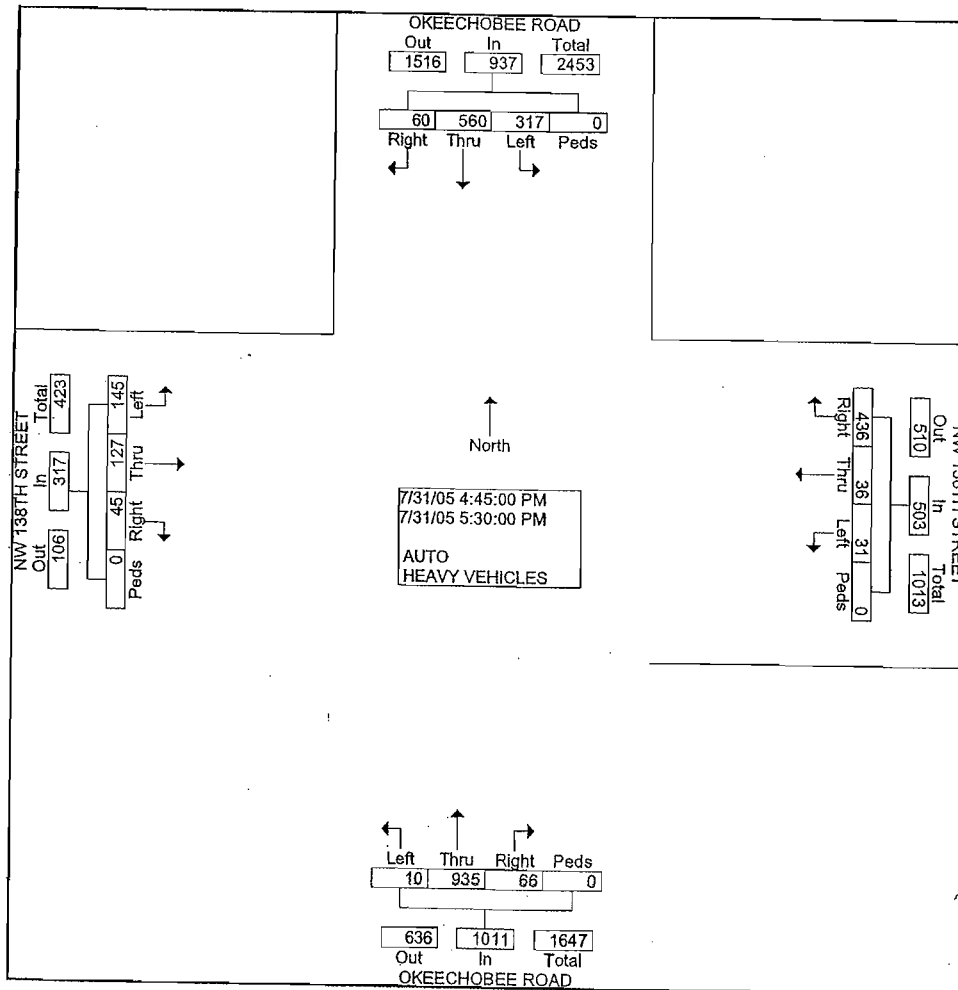 OKEECHOBEE ROAD
Out In Total
1516 937 2453
60 560 317 0
Right Thru Left Peds
NW 138TH STREET
Total In Out
423 317 106
145 127 45 0
Left Thru Right Peds
North
7/31/05 4:45:00 PM
7/31/05 5:30:00 PM
AUTO
HEAVY VEHICLES
Right Thru Left Peds
436 36 31 0
Out In Total
510 503 1013
NW 138TH STREET
Left Thru Right Peds
10 935 66 0
636 1011 1647
Out In Total
OKEECHOBEE ROAD